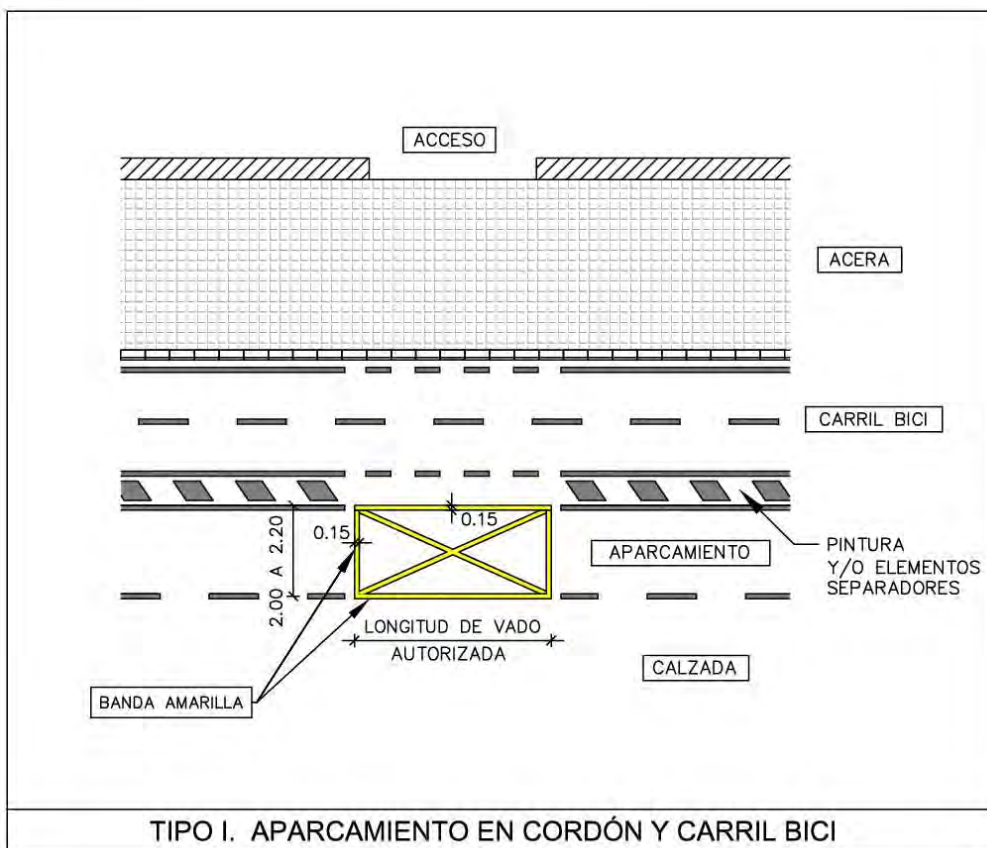 ACCESO
ACERA
CARRIL BICI
0.15
0.15
2.00 A 2.20
APARCAMIENTO
PINTURA
Y/O ELEMENTOS
SEPARADORES
LONGITUD DE VADO
AUTORIZADA
CALZADA
BANDA AMARILLA
TIPO I. APARCAMIENTO EN CORDÓN Y CARRIL BICI